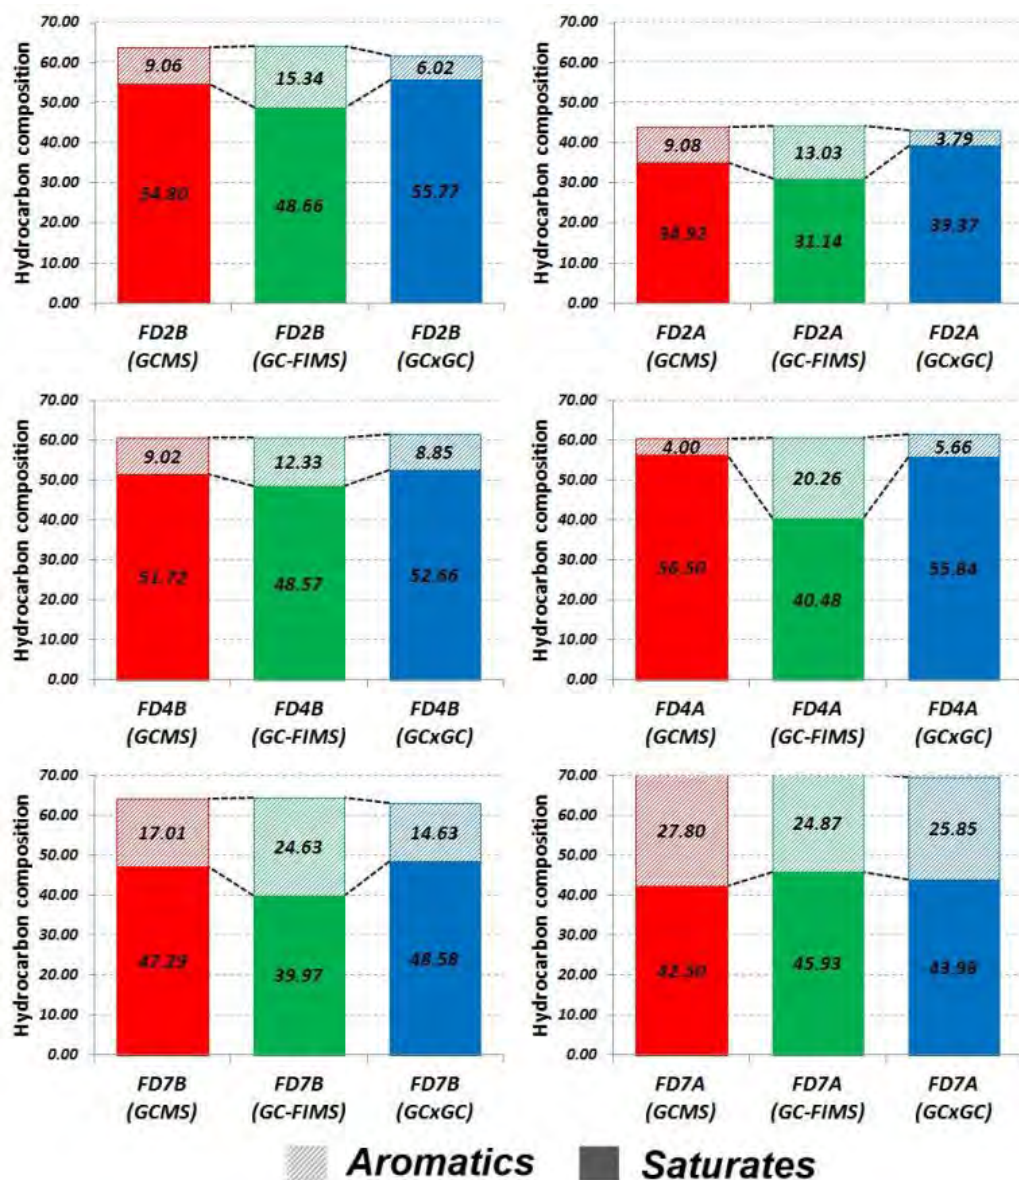 70.00
60.00
50.00
40.00
30.00
20.00
10.00
0.00
Hydrocarbon composition
9.06
15.34
6.02
54.80
48.66
55.77
FD2B
(GCMS)
FD2B
(GC-FIMS)
FD2B
(GCxGC)
70.00
60.00
50.00
40.00
30.00
20.00
10.00
0.00
Hydrocarbon composition
9.08
13.03
3.79
34.92
31.14
39.37
FD2A
(GCMS)
FD2A
(GC-FIMS)
FD2A
(GCxGC)
70.00
60.00
50.00
40.00
30.00
20.00
10.00
0.00
Hydrocarbon composition
9.02
12.33
8.85
51.72
48.57
52.66
FD4B
(GCMS)
FD4B
(GC-FIMS)
FD4B
(GCxGC)
70.00
60.00
50.00
40.00
30.00
20.00
10.00
0.00
Hydrocarbon composition
4.00
20.26
5.66
56.50
40.48
55.84
FD4A
(GCMS)
FD4A
(GC-FIMS)
FD4A
(GCxGC)
70.00
60.00
50.00
40.00
30.00
20.00
10.00
0.00
Hydrocarbon composition
17.01
24.63
14.63
47.29
39.97
48.58
FD7B
(GCMS)
FD7B
(GC-FIMS)
FD7B
(GCxGC)
70.00
60.00
50.00
40.00
30.00
20.00
10.00
0.00
Hydrocarbon composition
27.80
24.87
25.85
42.50
45.93
43.98
FD7A
(GCMS)
FD7A
(GC-FIMS)
FD7A
(GCxGC)
Aromatics
Saturates